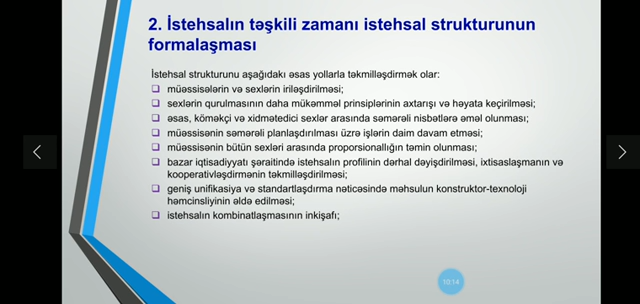 2. İstehsalın təşkili zamanı istehsal strukturunun
formalaşması
İstehsal strukturunu aşağıdakı əsas yollarla təkmilləşdirmək olar:
müəssisələrin və sexlərin iriləşdirilməsi;
sexlərin qurulmasının daha mükəmməl prinsiplərinin axtarışı və həyata keçirilməsi;
əsas, köməkçi və xidmətedici sexlər arasında səmərəli nisbətlərə əməl olunması;
müəssisənin səmərəli planlaşdırılması üzrə işlərin daim davam etməsi;
müəssisənin bütün sexləri arasında proporsionallığın təmin olunması;
bazar iqtisadiyyatı şəraitində istehsalın profilinin dərhal dəyişdirilməsi, ixtisaslaşmanın və
kooperativləşdirmənin təkmilləşdirilməsi;
geniş unifikasiya və standartlaşdırma nəticəsində məhsulun konstruktor-texnoloji
həmcinsliyinin əldə edilməsi;
istehsalın kombinatlaşmasının inkişafı;
10:14